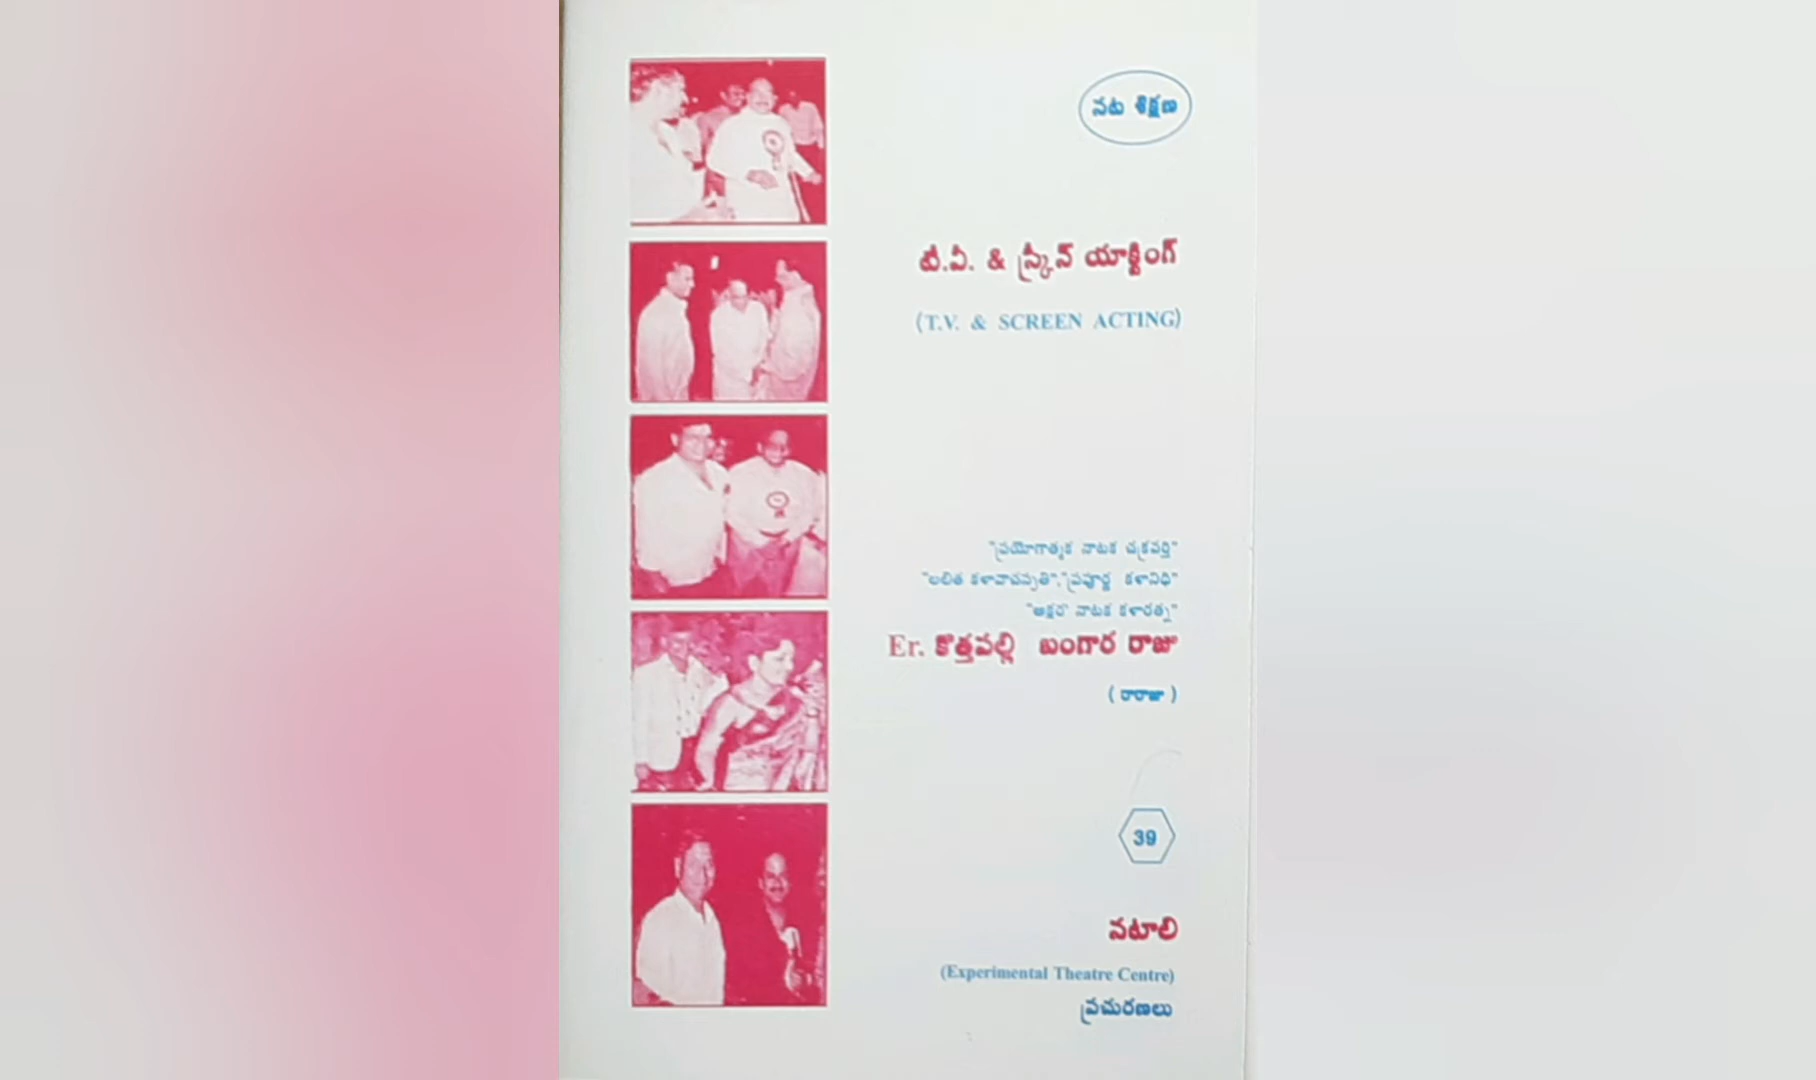 నట శిక్షణ
టి.వి. & స్క్రీన్ యాక్టింగ్
(T.V. & SCREEN ACTING)
"ప్రయోగాత్మక నాటక చక్రవర్తి"
"లలిత కళావాచస్పతి","ప్రపూర్ణ కళానిధి"
"అక్షర నాటక కళారత్న"
Er. కొత్తపల్లి బంగార రాజు
( రారాజు )
39
నటాలి
(Experimental Theatre Centre)
ప్రచురణలు